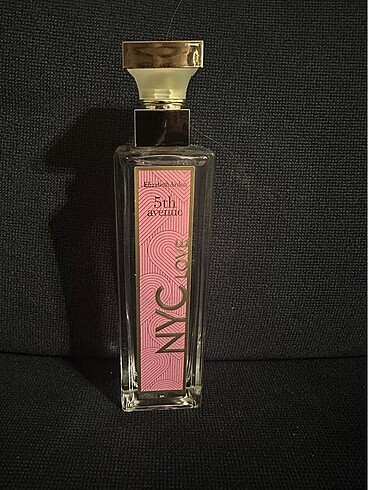 Elizabeth Arden
5th
avenue
NYC
LOVE